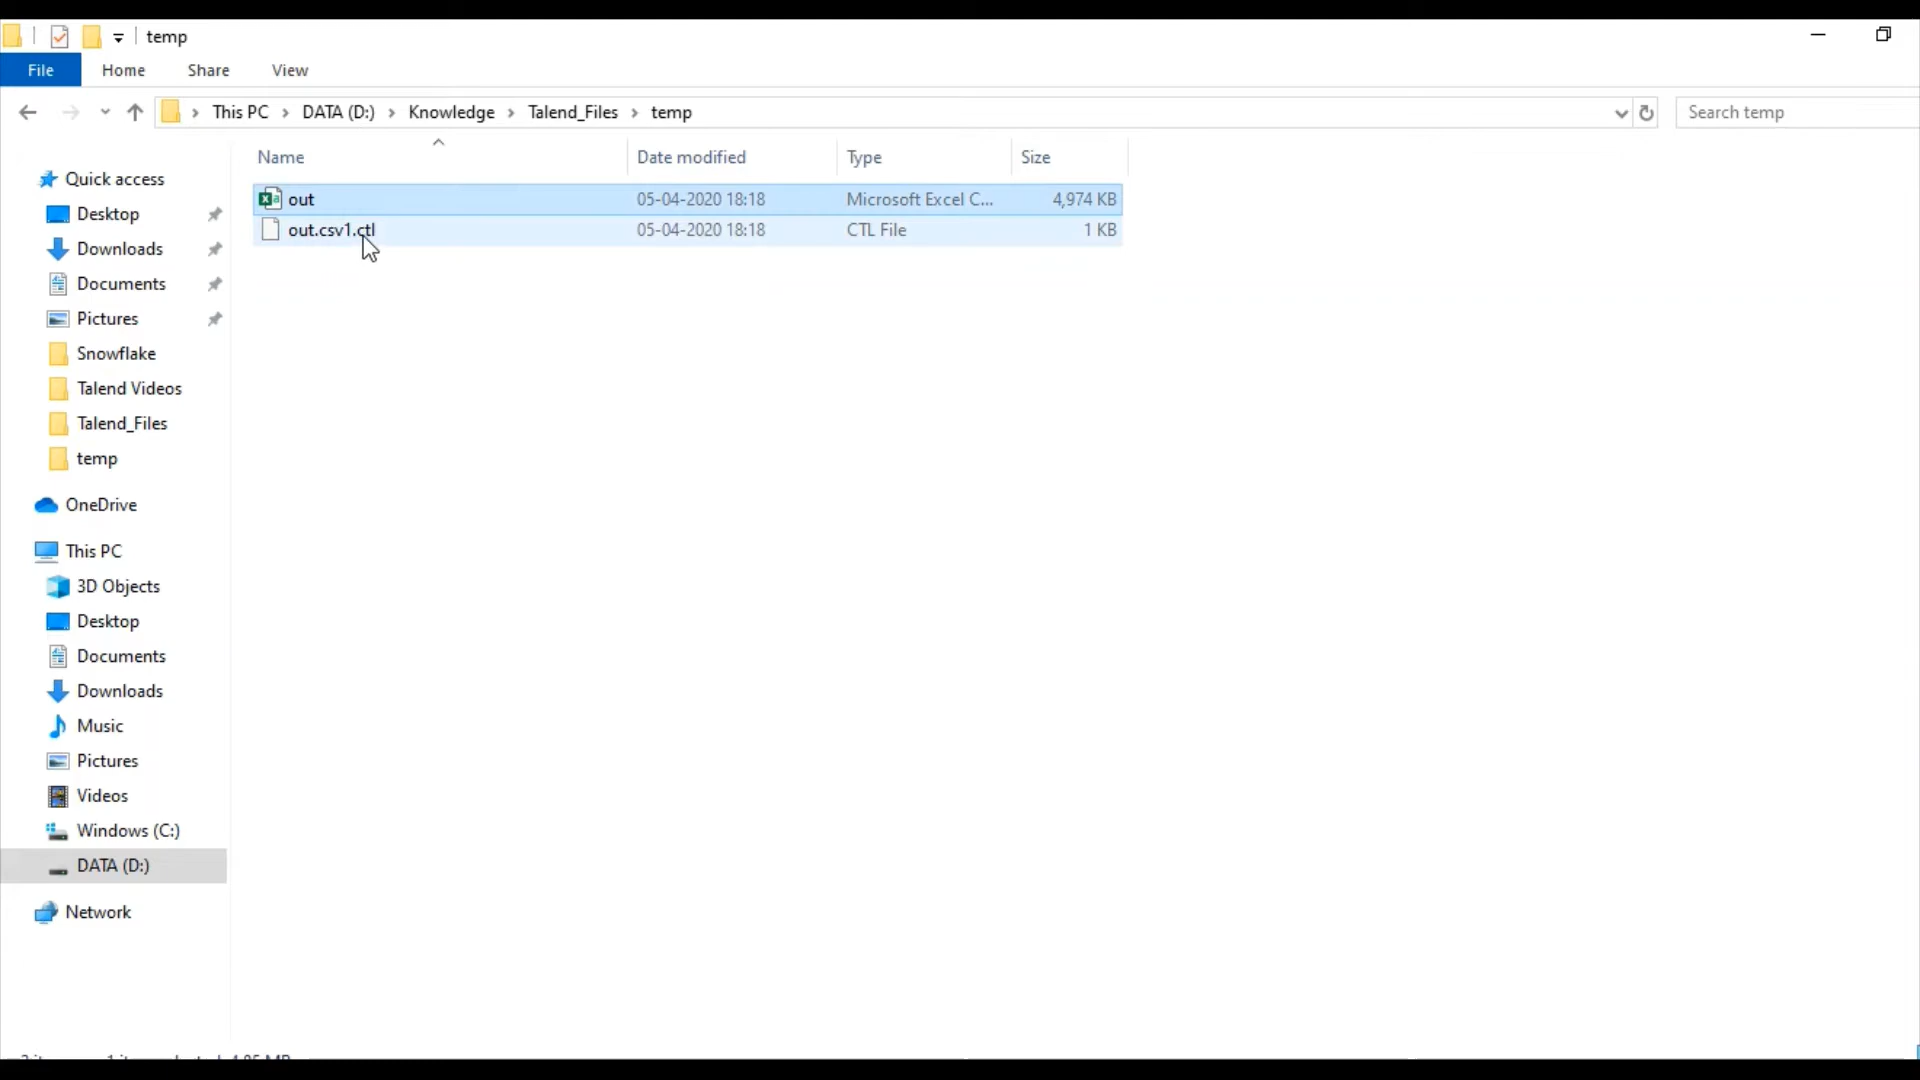 temp
File Home Share View
This PC DATA (D:) Knowledge Talend_Files temp Search temp
Name Date modified Type Size
out 05-04-2020 18:18 Microsoft Excel C... 4,974 KB
out.csv1.ctl 05-04-2020 18:18 CTL File 1 KB
Quick access
Desktop
Downloads
Documents
Pictures
Snowflake
Talend Videos
Talend_Files
temp
OneDrive
This PC
3D Objects
Desktop
Documents
Downloads
Music
Pictures
Videos
Windows (C:)
DATA (D:)
Network